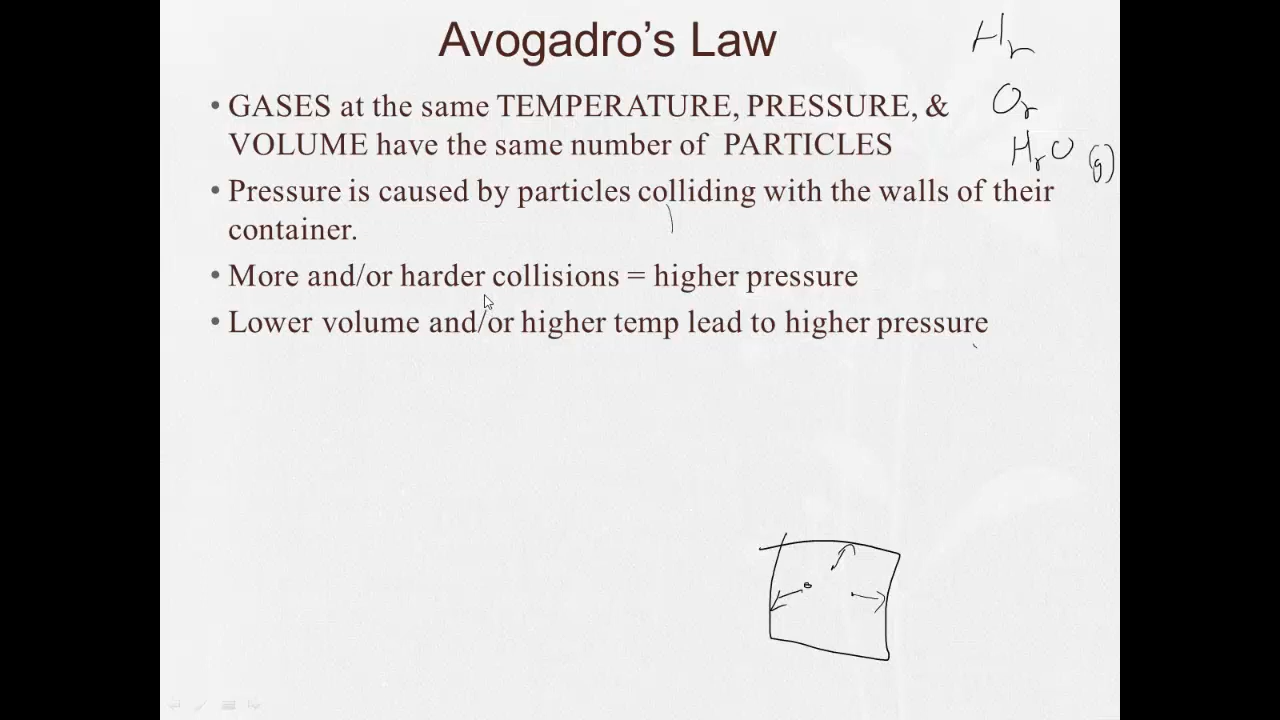 Avogadro's Law
• GASES at the same TEMPERATURE, PRESSURE, &
VOLUME have the same number of PARTICLES
• Pressure is caused by particles colliding with the walls of their
container.
• More and/or harder collisions = higher pressure
• Lower volume and/or higher temp lead to higher pressure
H₂
O₂
H₂O (g)